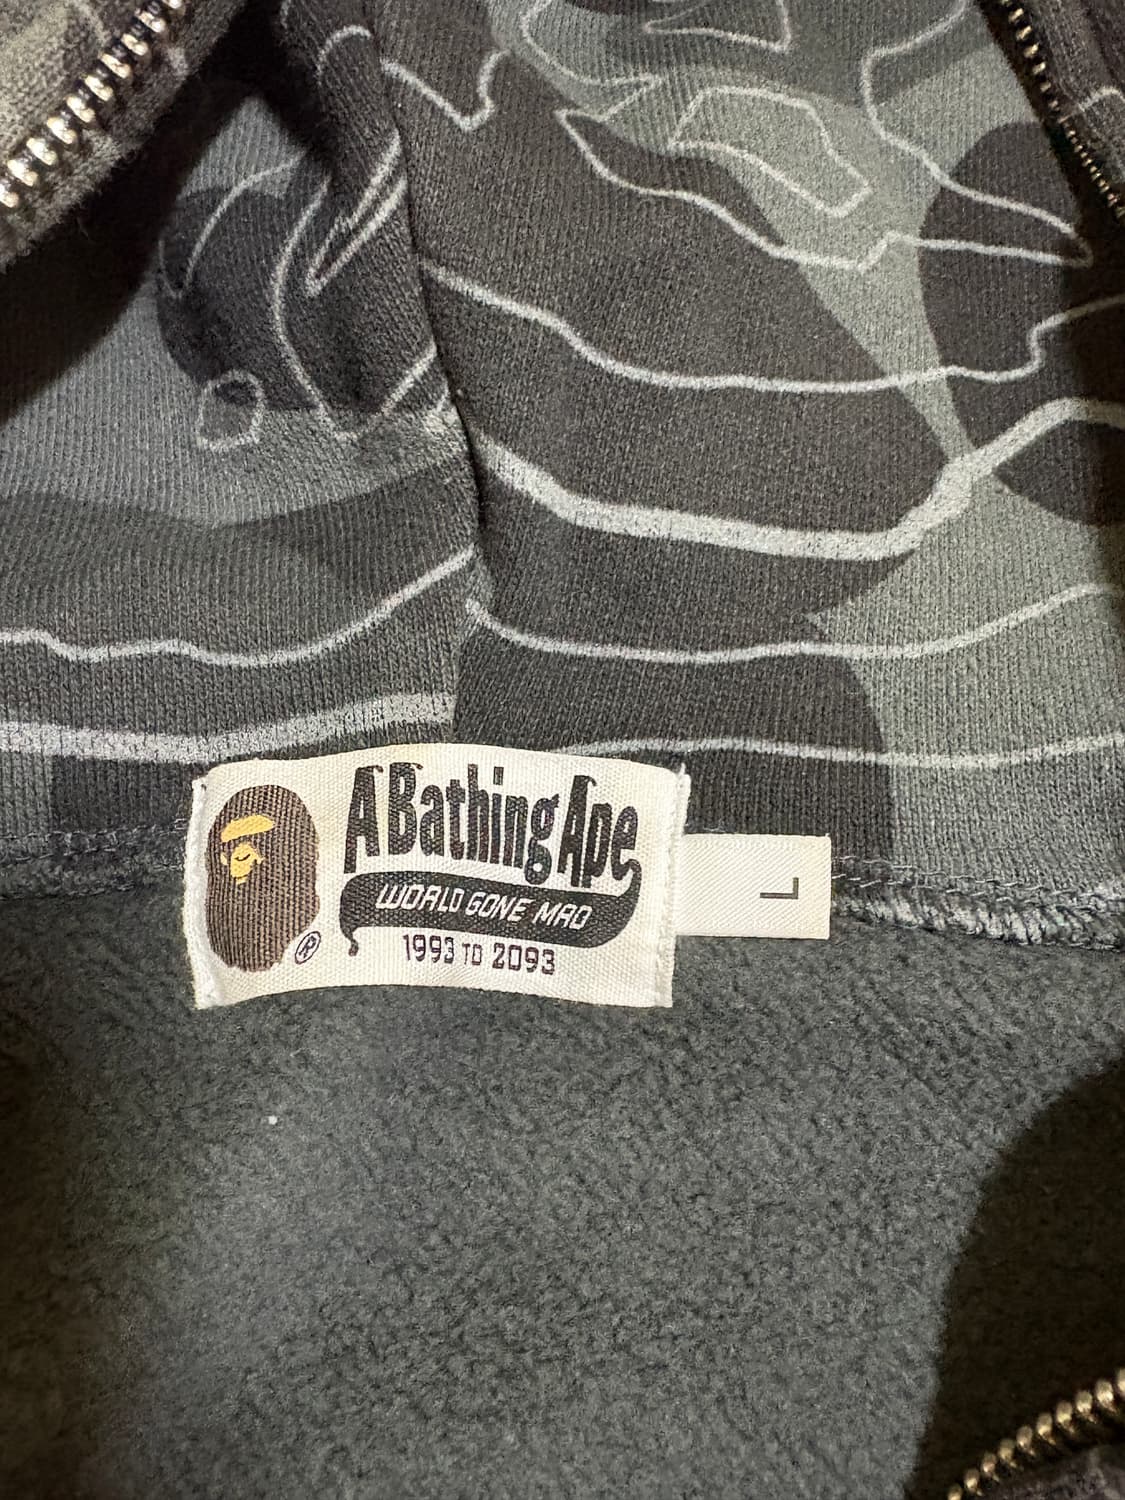 A Bathing Ape
WORLD GONE MAD
1993 TO 2093
®
L